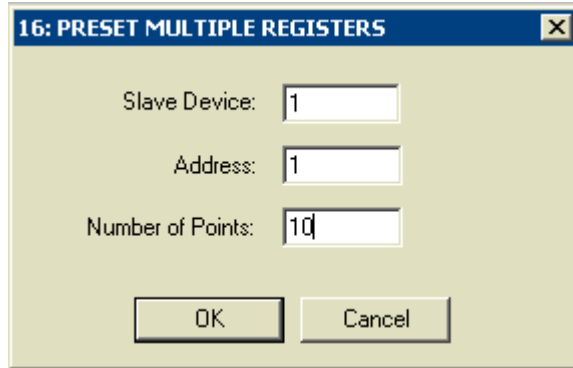 16: PRESET MULTIPLE REGISTERS
Slave Device: 1
Address: 1
Number of Points: 10
OK Cancel